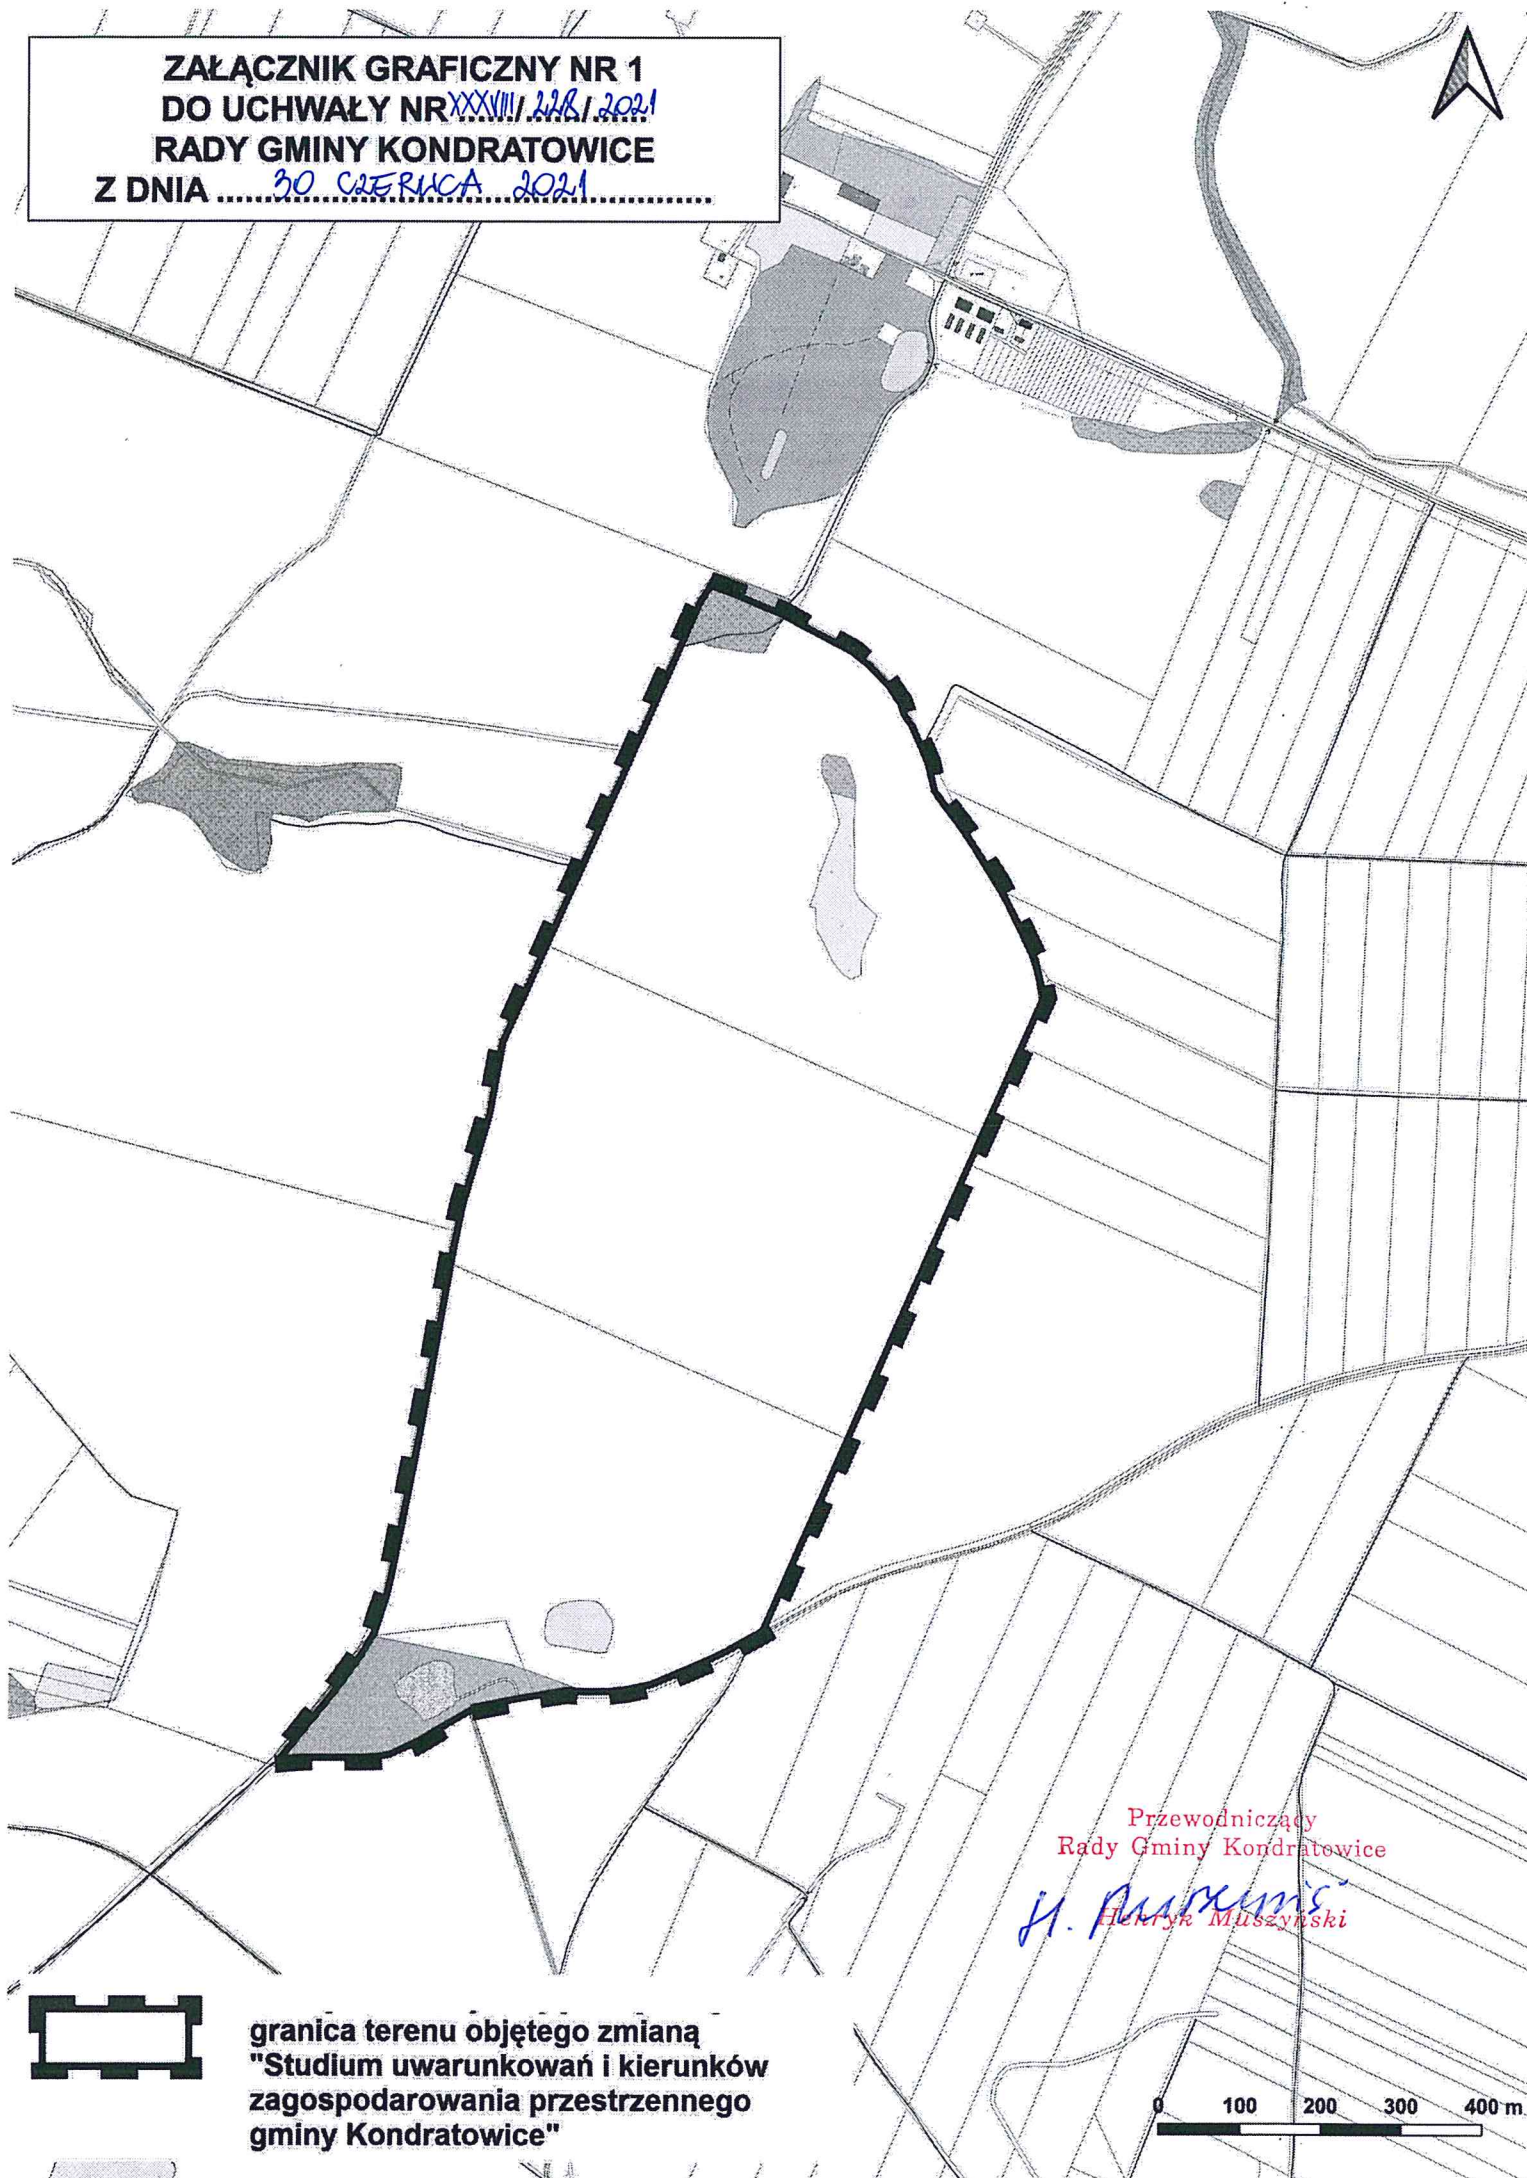 ZAŁĄCZNIK GRAFICZNY NR 1
DO UCHWAŁY NR XXXVIII/228/2021
RADY GMINY KONDRATOWICE
Z DNIA 30 CZERWCA 2021
Przewodniczący
Rady Gminy Kondratowice
H. 
Henryk Muszyński
granica terenu objętego zmianą
"Studium uwarunkowań i kierunków
zagospodarowania przestrzennego
gminy Kondratowice"
0 100 200 300 400 m